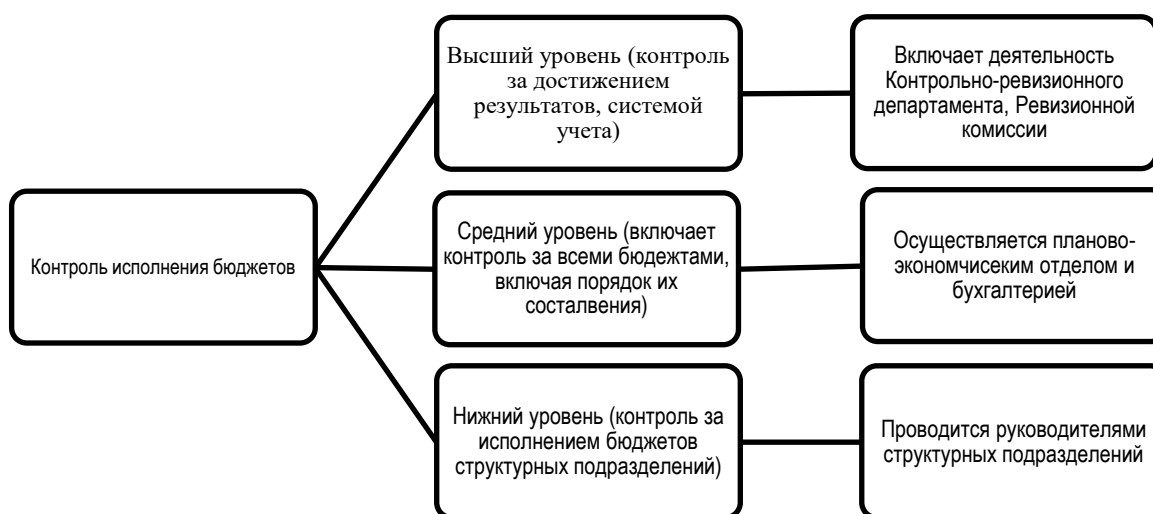 Контроль исполнения бюджетов
Высший уровень (контроль
за достижением
результатов, системой
учета)
Включает деятельность
Контрольно-ревизионного
департамента, Ревизионной
комиссии
Средний уровень (включает
контроль за всеми бюдежтами,
включая порядок их
состалвения)
Осуществляется планово-
экономчисеким отделом и
бухгалтерией
Нижний уровень (контроль за
исполнением бюджетов
структурных подразделений)
Проводится руководителями
структурных подразделений